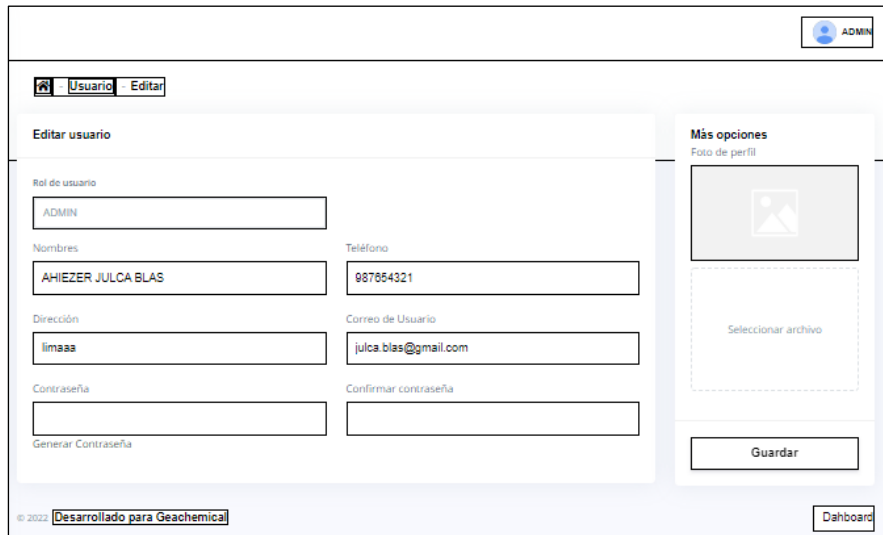 ADMIN
- Usuario - Editar
Editar usuario
Rol de usuario
ADMIN
Nombres
Teléfono
AHIEZER JULCA BLAS
987654321
Dirección
Correo de Usuario
limaaa
julca.blas@gmail.com
Contraseña
Confirmar contraseña
Generar Contraseña
Más opciones
Foto de perfil
Seleccionar archivo
Guardar
© 2022 Desarrollado para Geachemical
Dahboard